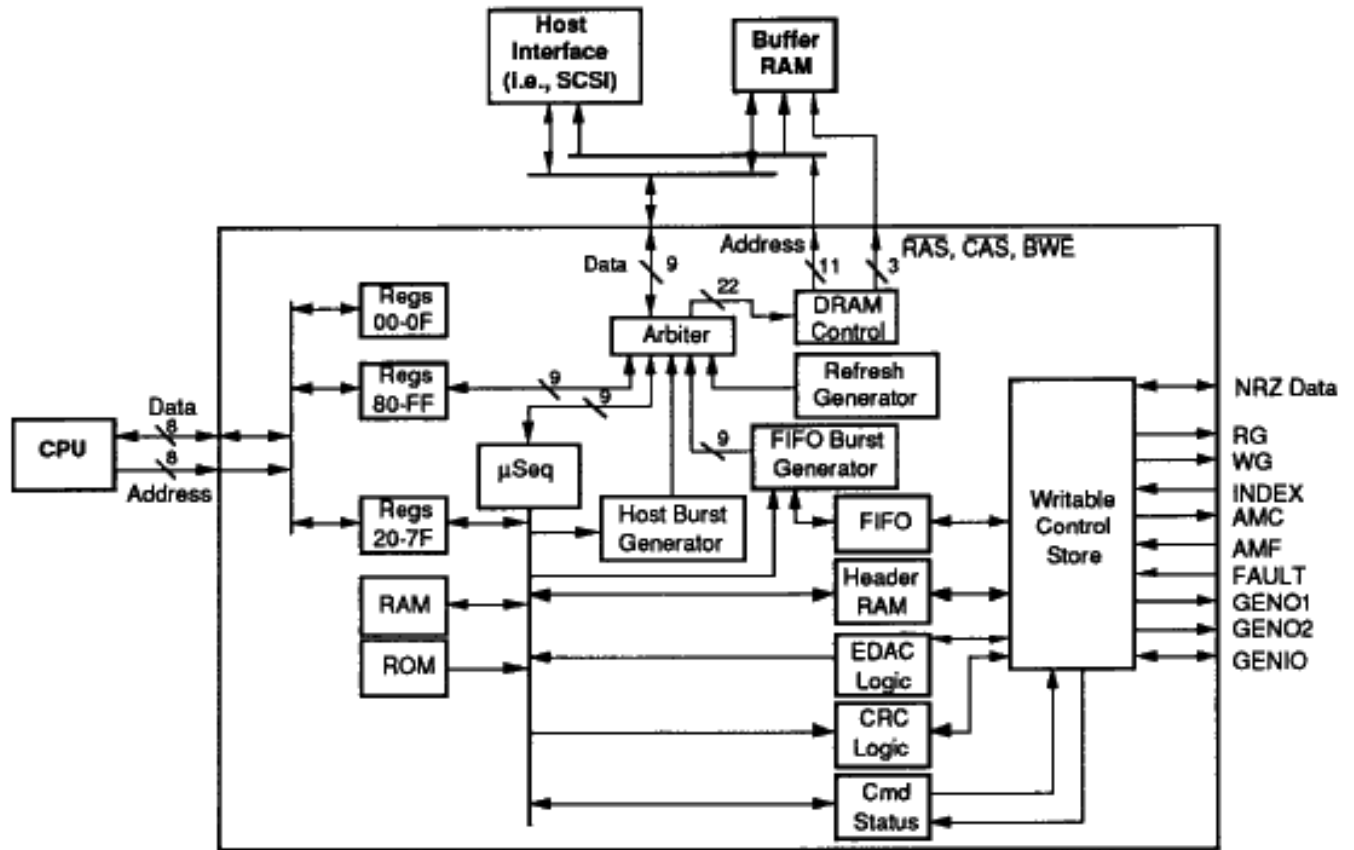 Host
Interface
(i.e., SCSI)
Buffer
RAM
Address
RAS, CAS, BWE
Data
9
11
3
22
Regs
00-0F
Arbiter
DRAM
Control
Regs
80-FF
9
9
Refresh
Generator
Data
8
CPU
8
Address
µSeq
9
FIFO Burst
Generator
Regs
20-7F
Host Burst
Generator
FIFO
RAM
Header
RAM
ROM
EDAC
Logic
CRC
Logic
Cmd
Status
Writable
Control
Store
NRZ Data
RG
WG
INDEX
AMC
AMF
FAULT
GENO1
GENO2
GENIO